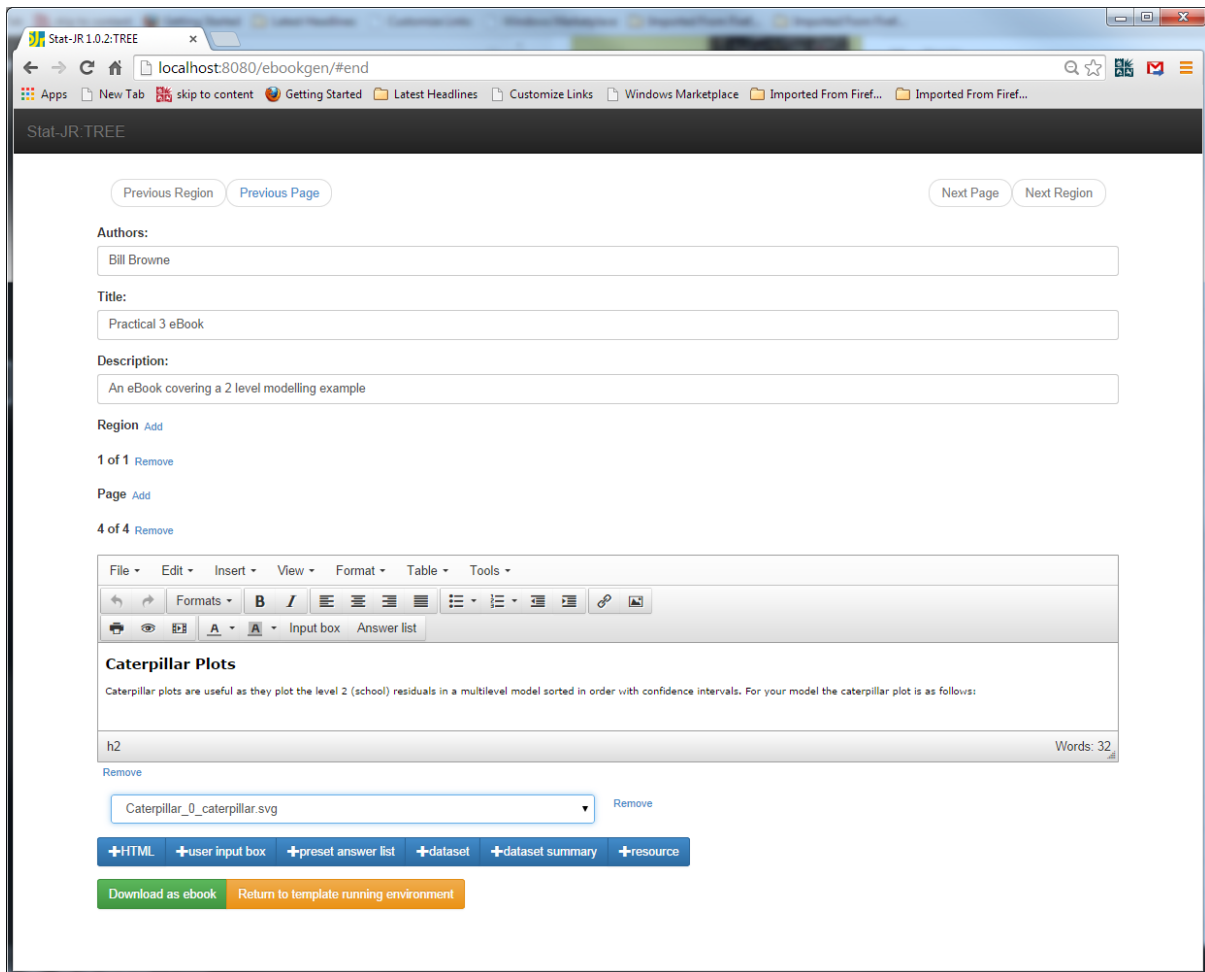 Stat-JR 1.0.2:TREE
localhost:8080/ebookgen/#end
Apps New Tab skip to content Getting Started Latest Headlines Customize Links Windows Marketplace Imported From Firef... Imported From Firef...
Stat-JR:TREE
Previous Region Previous Page Next Page Next Region
Authors:
Bill Browne
Title:
Practical 3 eBook
Description:
An eBook covering a 2 level modelling example
Region Add
1 of 1 Remove
Page Add
4 of 4 Remove
File Edit Insert View Format Table Tools
Formats B I
A A Input box Answer list
Caterpillar Plots
Caterpillar plots are useful as they plot the level 2 (school) residuals in a multilevel model sorted in order with confidence intervals. For your model the caterpillar plot is as follows:
h2 Words: 32
Remove
Caterpillar_0_caterpillar.svg Remove
+HTML +user input box +preset answer list +dataset +dataset summary +resource
Download as ebook Return to template running environment